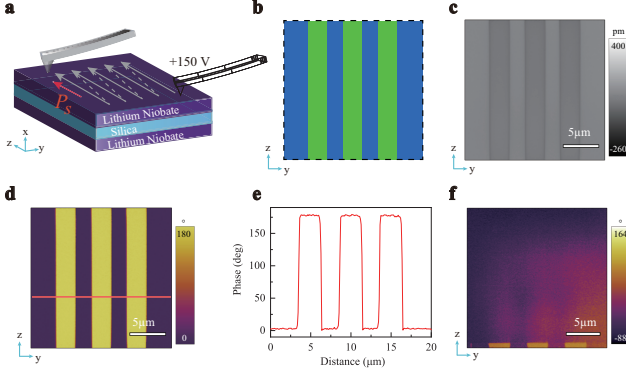 a
+150 V
Ps
Lithium Niobate
Silica
Lithium Niobate
x
z
y
b
z
y
c
pm
400
-260
5μm
z
y
d
°
180
0
5μm
z
y
e
Phase (deg)
150
100
50
0
0 5 10 15 20
Distance (μm)
f
°
164
-88
5μm
z
y